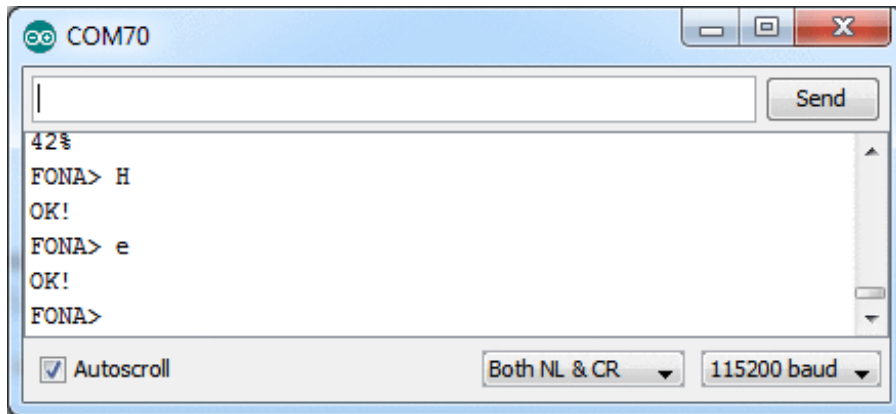 COM70
Send
42%
FONA> H
OK!
FONA> e
OK!
FONA>
Autoscroll
Both NL & CR
115200 baud